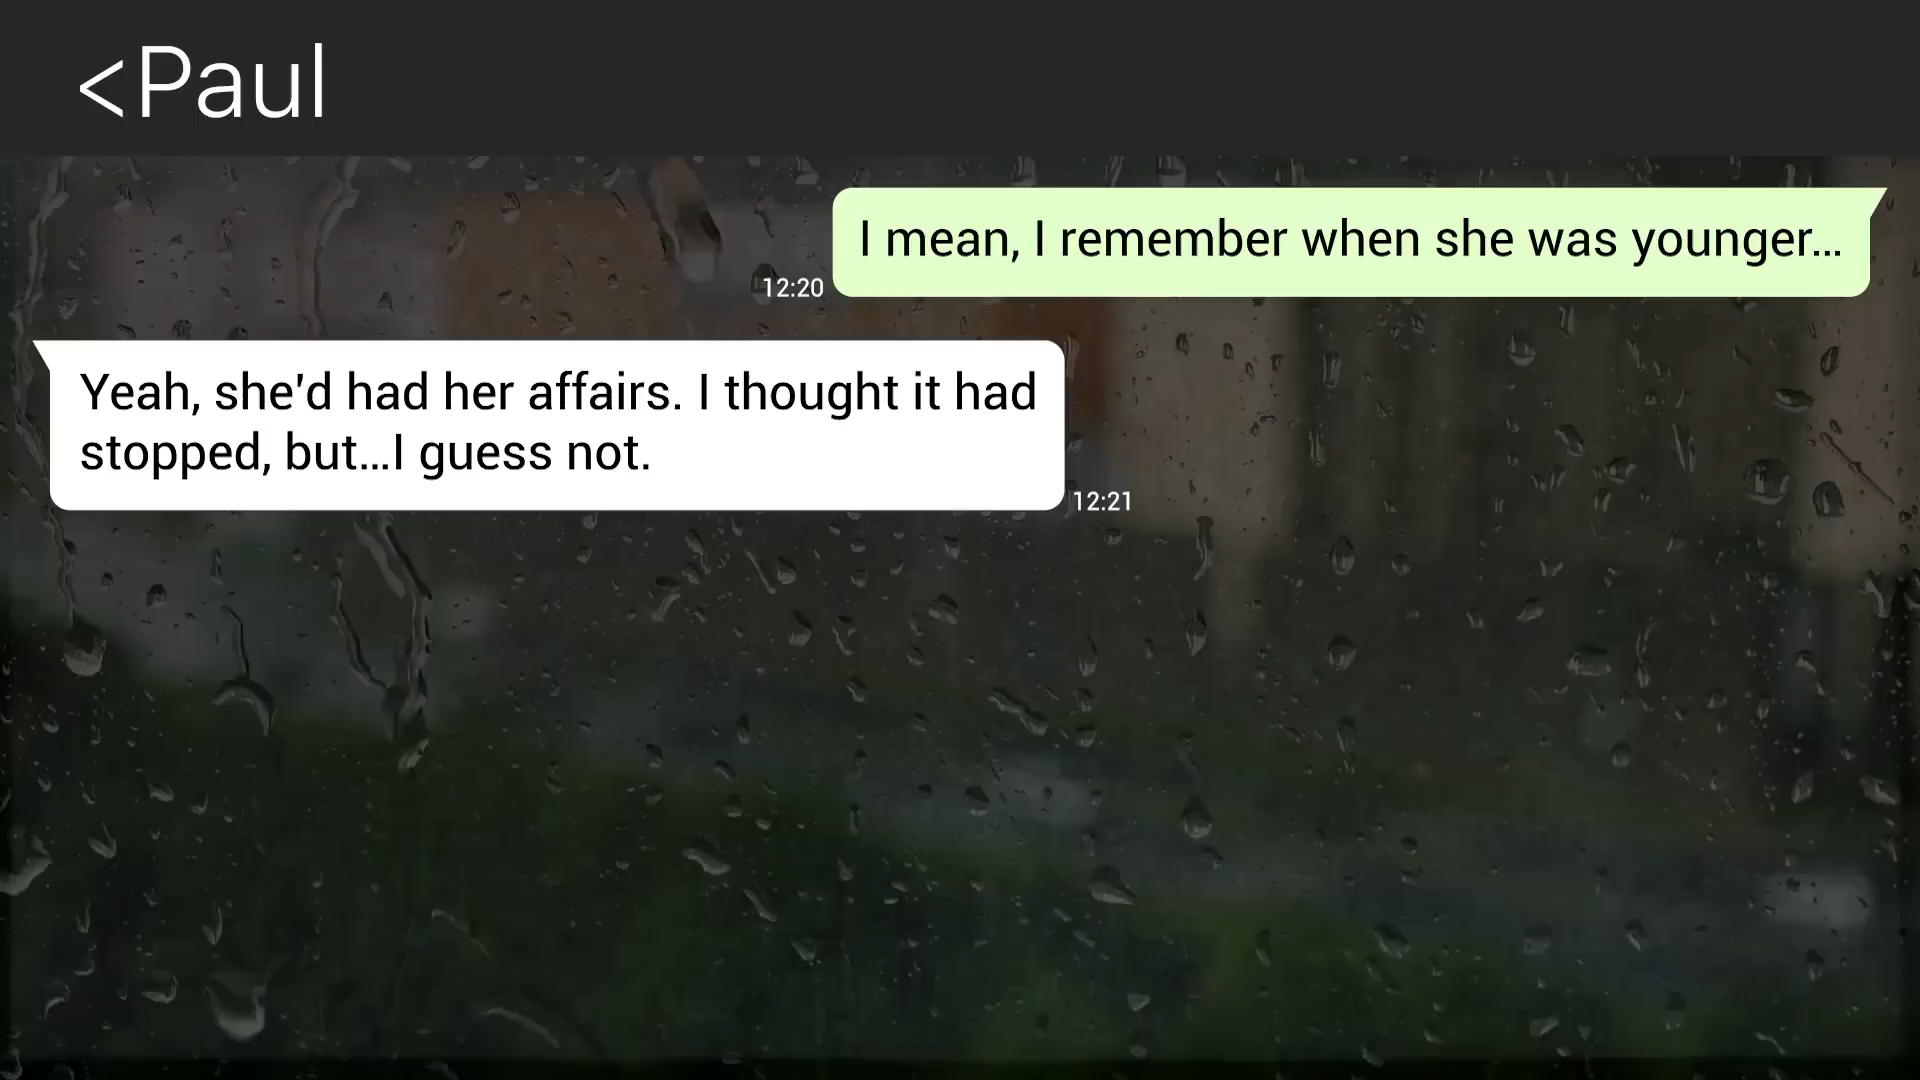 <Paul
I mean, I remember when she was younger...
12:20
Yeah, she'd had her affairs. I thought it had
stopped, but...I guess not.
12:21